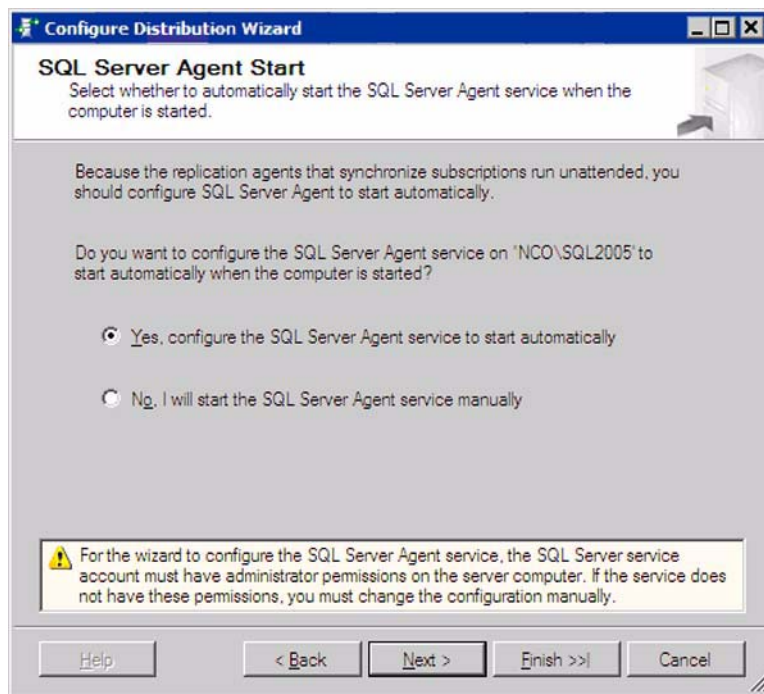 Configure Distribution Wizard
SQL Server Agent Start
Select whether to automatically start the SQL Server Agent service when the
computer is started.
Because the replication agents that synchronize subscriptions run unattended, you
should configure SQL Server Agent to start automatically.
Do you want to configure the SQL Server Agent service on 'NCO\SQL2005' to
start automatically when the computer is started?
Yes, configure the SQL Server Agent service to start automatically
No, I will start the SQL Server Agent service manually
For the wizard to configure the SQL Server Agent service, the SQL Server service
account must have administrator permissions on the server computer. If the service does
not have these permissions, you must change the configuration manually.
Help
< Back
Next >
Finish >>|
Cancel